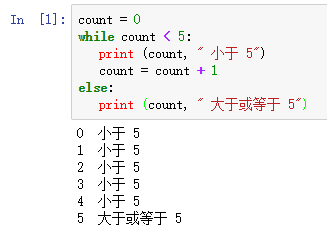 In [1]: count = 0
while count < 5:
    print (count, " 小于 5")
    count = count + 1
else:
    print (count, " 大于或等于 5")
0  小于 5
1  小于 5
2  小于 5
3  小于 5
4  小于 5
5  大于或等于 5